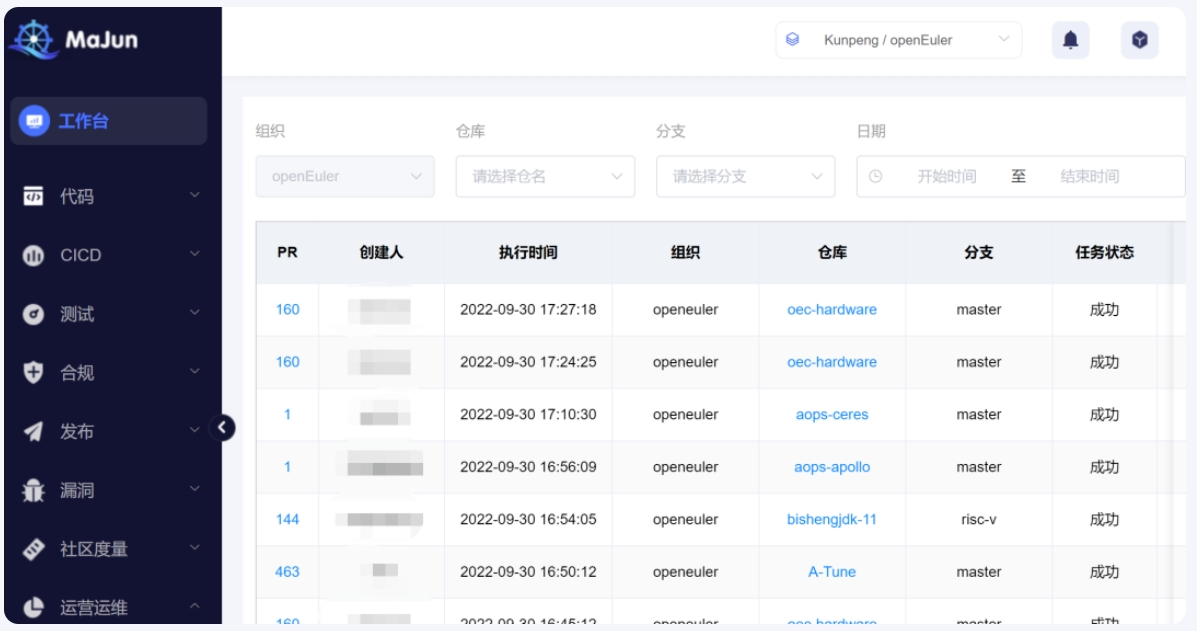 MaJun
Kunpeng / openEuler
工作台
代码
CICD
测试
合规
发布
漏洞
社区度量
运营运维
组织 仓库 分支 日期
openEuler 请选择仓名 请选择分支 开始时间 至 结束时间
PR 创建人 执行时间 组织 仓库 分支 任务状态
160 2022-09-30 17:27:18 openeuler oec-hardware master 成功
160 2022-09-30 17:24:25 openeuler oec-hardware master 成功
1 2022-09-30 17:10:30 openeuler aops-ceres master 成功
1 2022-09-30 16:56:09 openeuler aops-apollo master 成功
144 2022-09-30 16:54:05 openeuler bishengjdk-11 risc-v 成功
463 2022-09-30 16:50:12 openeuler A-Tune master 成功
160 2022-09-30 16:45:12 openeuler oec-hardware master 成功